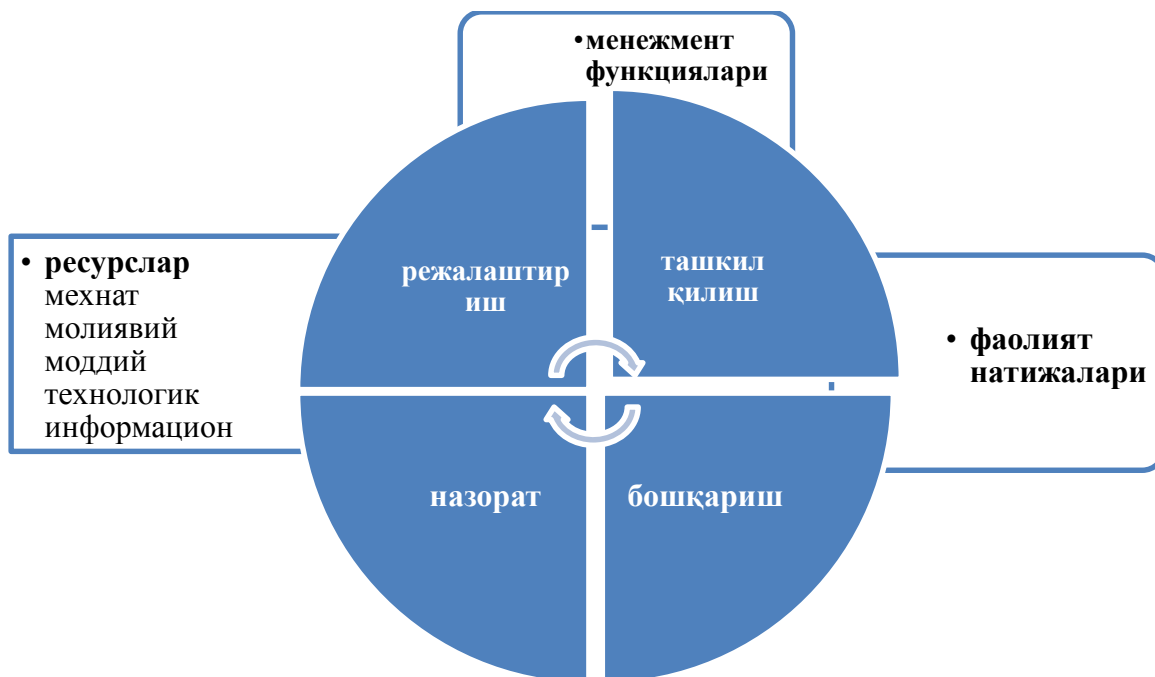 •менежмент
функциялари
• ресурслар
мехнат
молиявий
моддий
технологик
информацион
режалаштир
иш
ташкил
қилиш
• фаолият
натижалари
назорат
бошқариш